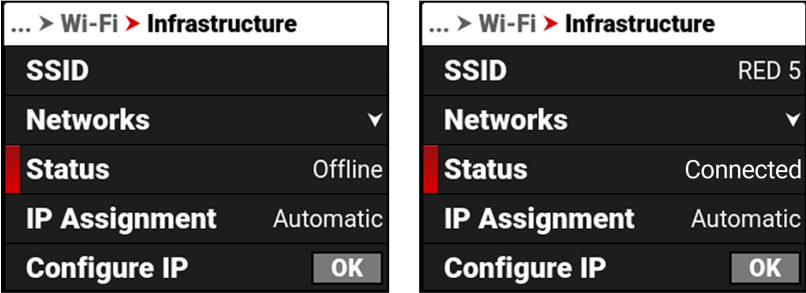 ... > Wi-Fi > Infrastructure
SSID
Networks
Status Offline
IP Assignment Automatic
Configure IP OK
... > Wi-Fi > Infrastructure
SSID RED 5
Networks
Status Connected
IP Assignment Automatic
Configure IP OK